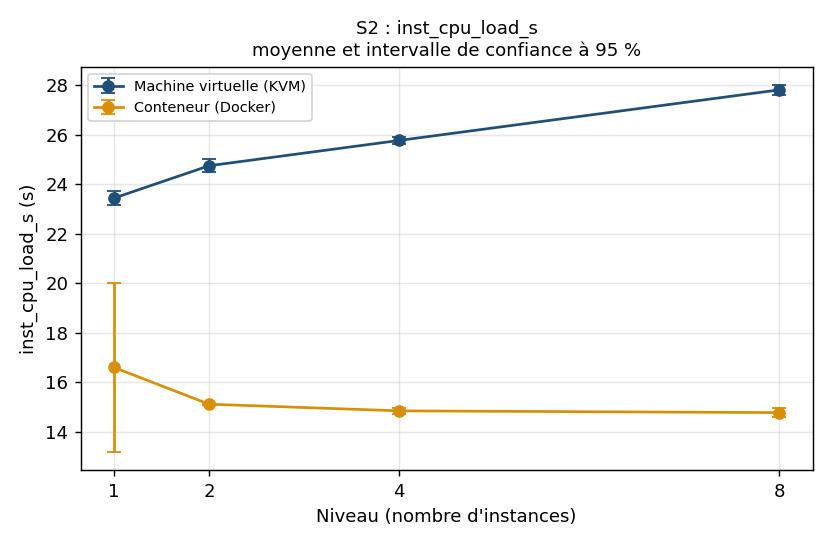 S2 : inst_cpu_load_s
moyenne et intervalle de confiance à 95 %
Machine virtuelle (KVM)
Conteneur (Docker)
inst_cpu_load_s (s)
28
26
24
22
20
18
16
14
1 2 4 8
Niveau (nombre d'instances)